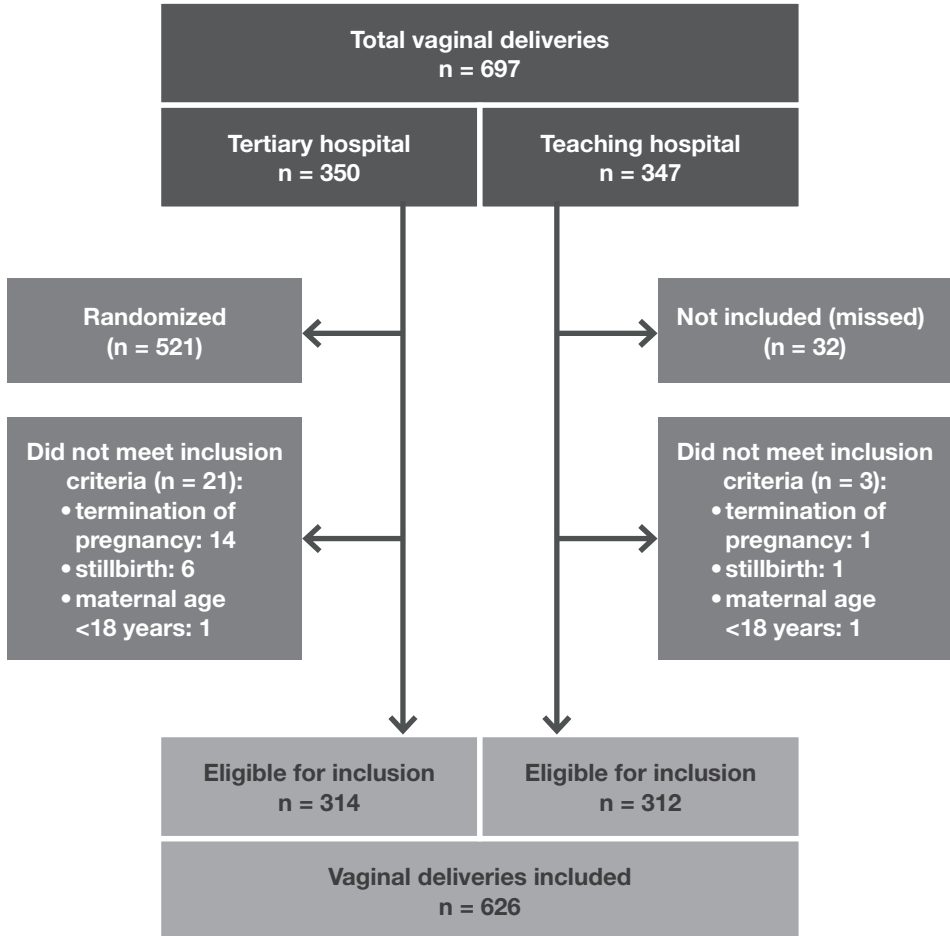 Total vaginal deliveries
n = 697
Tertiary hospital
n = 350
Teaching hospital
n = 347
Randomized
(n = 521)
Not included (missed)
(n = 32)
Did not meet inclusion
criteria (n = 21):
• termination of
pregnancy: 14
• stillbirth: 6
• maternal age
<18 years: 1
Did not meet inclusion
criteria (n = 3):
• termination of
pregnancy: 1
• stillbirth: 1
• maternal age
<18 years: 1
Eligible for inclusion
n = 314
Eligible for inclusion
n = 312
Vaginal deliveries included
n = 626